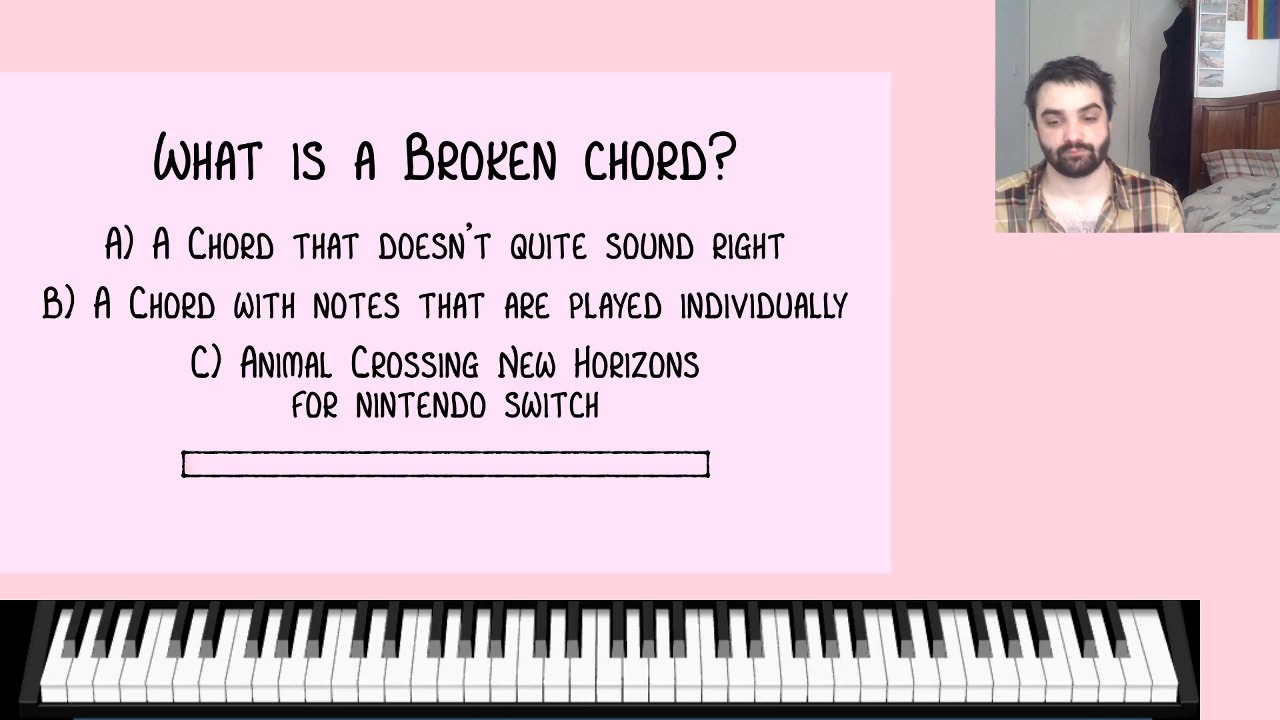 What is a Broken chord?
A) A Chord that doesn't quite sound right
B) A Chord with notes that are played individually
C) Animal Crossing New Horizons
for nintendo switch